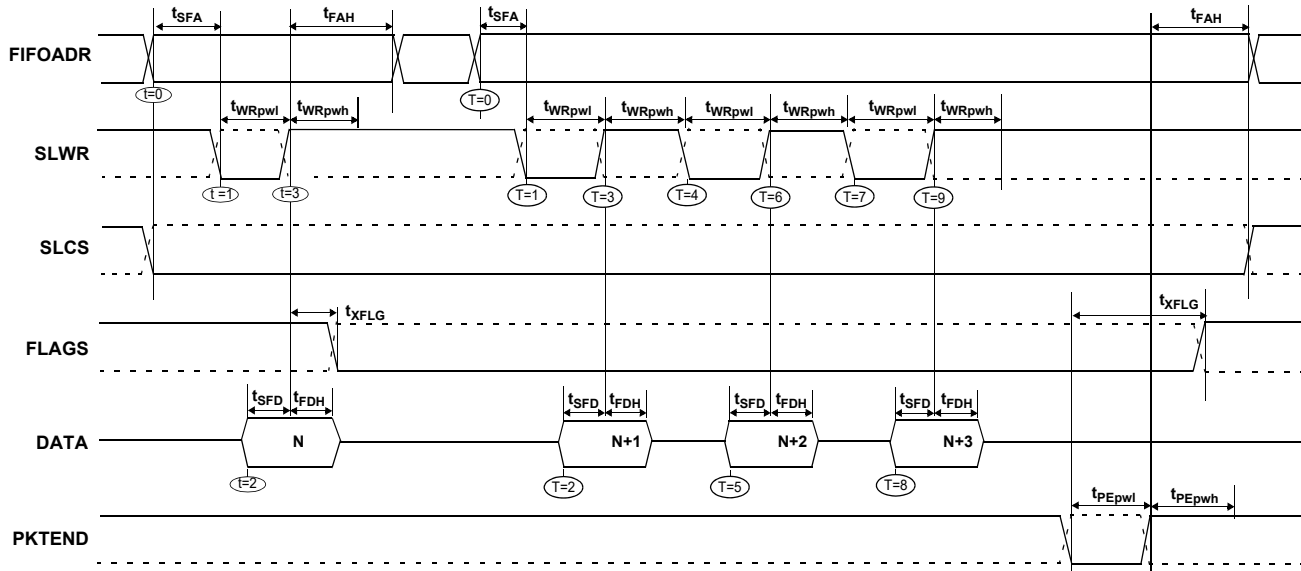 tSFA tFAH tSFA tFAH
FIFOADR
t=0 T=0
tWRpwl tWRpwh tWRpwl tWRpwh tWRpwl tWRpwh tWRpwl tWRpwh
SLWR
t =1 t=3 T=1 T=3 T=4 T=6 T=7 T=9
SLCS
tXFLG tXFLG
FLAGS
tSFD tFDH tSFD tFDH tSFD tFDH tSFD tFDH
DATA N N+1 N+2 N+3
t=2 T=2 T=5 T=8
tPEpwl tPEpwh
PKTEND